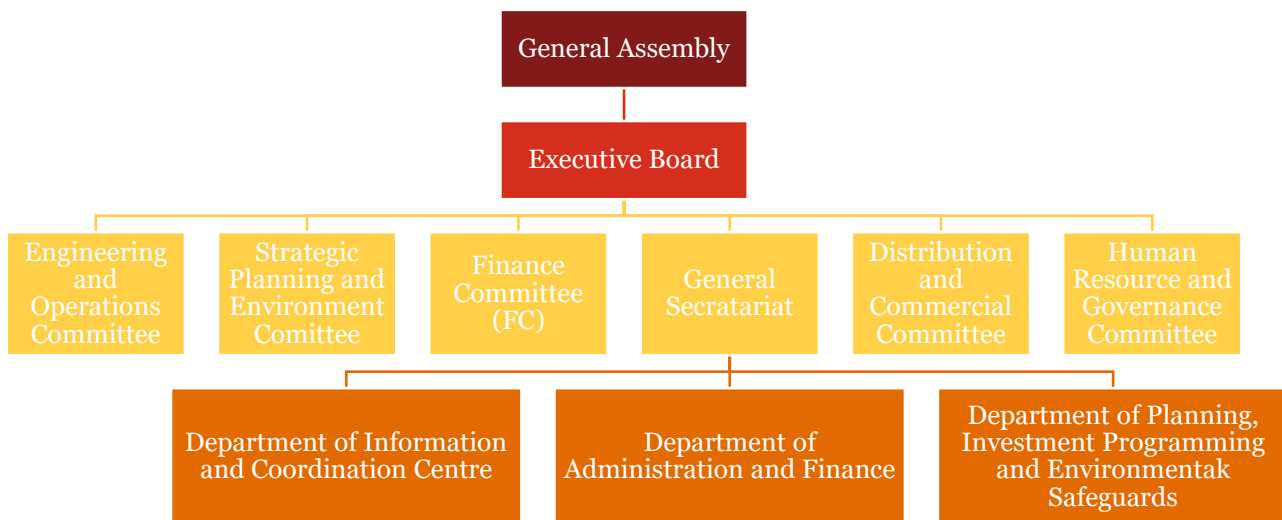 General Assembly
Executive Board
Engineering
and
Operations
Committee
Strategic
Planning and
Environment
Comittee
Finance
Committee
(FC)
General
Secratariat
Distribution
and
Commercial
Committee
Human
Resource and
Governance
Committee
Department of Information
and Coordination Centre
Department of
Administration and Finance
Department of Planning,
Investment Programming
and Environmentak
Safeguards